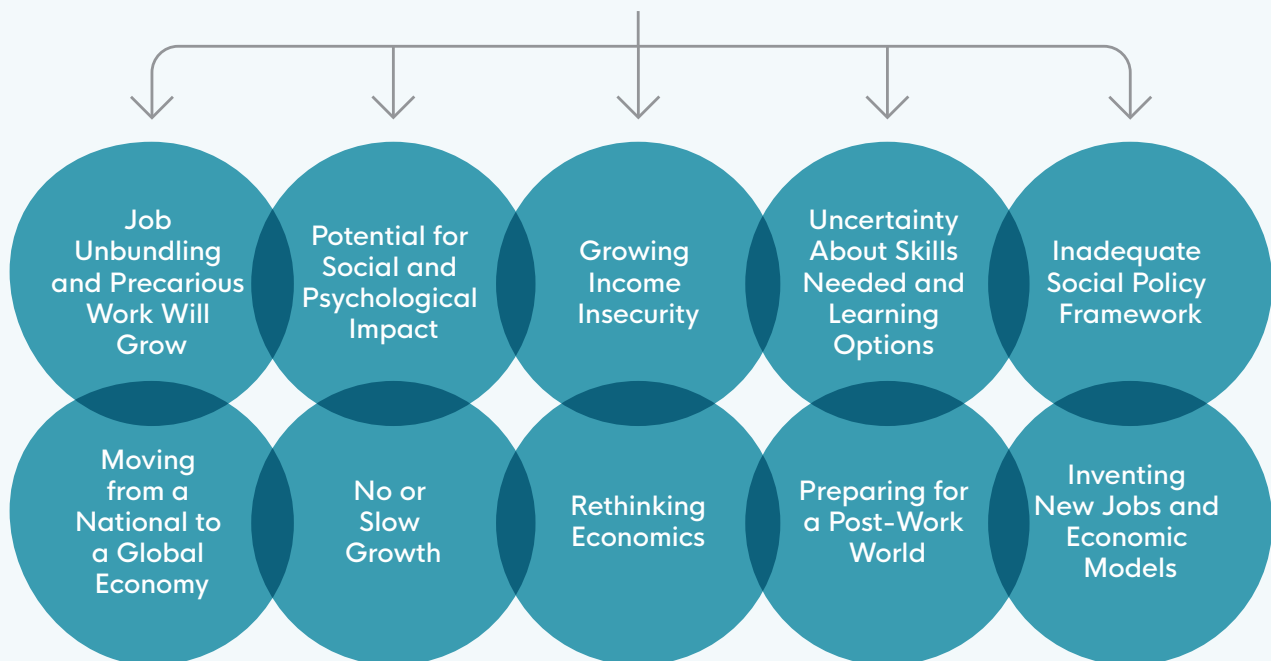 Job
Unbundling
and Precarious
Work Will
Grow
Potential for
Social and
Psychological
Impact
Growing
Income
Insecurity
Uncertainty
About Skills
Needed and
Learning
Options
Inadequate
Social Policy
Framework
Moving
from a
National to
a Global
Economy
No or
Slow
Growth
Rethinking
Economics
Preparing for
a Post-Work
World
Inventing
New Jobs and
Economic
Models